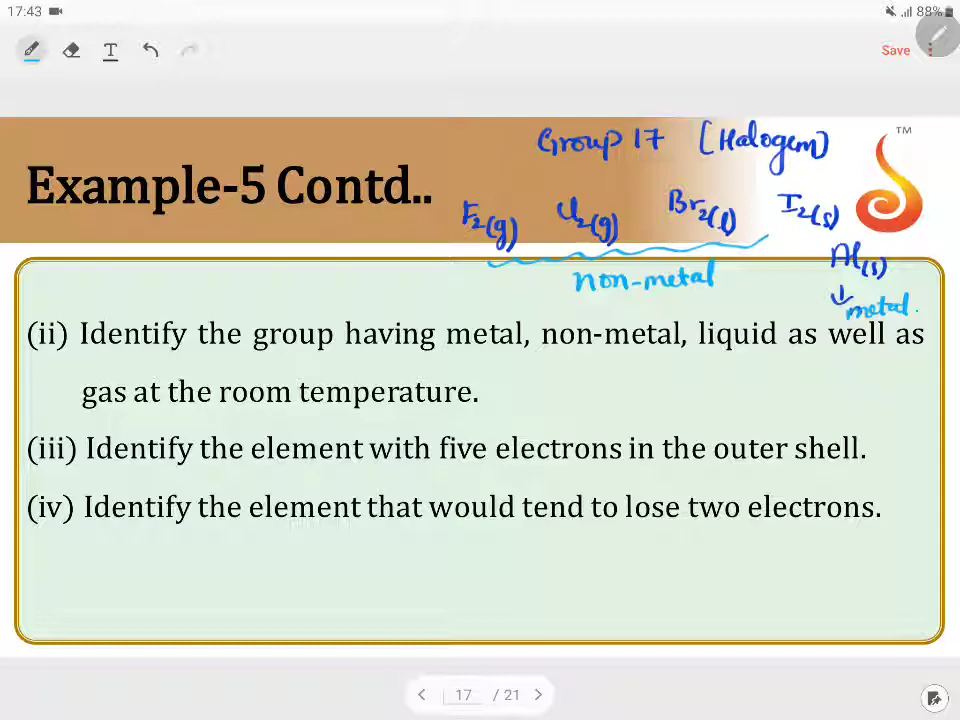 17:43 88%
T Save
Group 17 [Halogem)
TM
Example-5 Contd..
F2(g) Cl2(g) Br2(l) I2(s)
At(s)
non-metal
metal.
(ii) Identify the group having metal, non-metal, liquid as well as
gas at the room temperature.
(iii) Identify the element with five electrons in the outer shell.
(iv) Identify the element that would tend to lose two electrons.
17 / 21